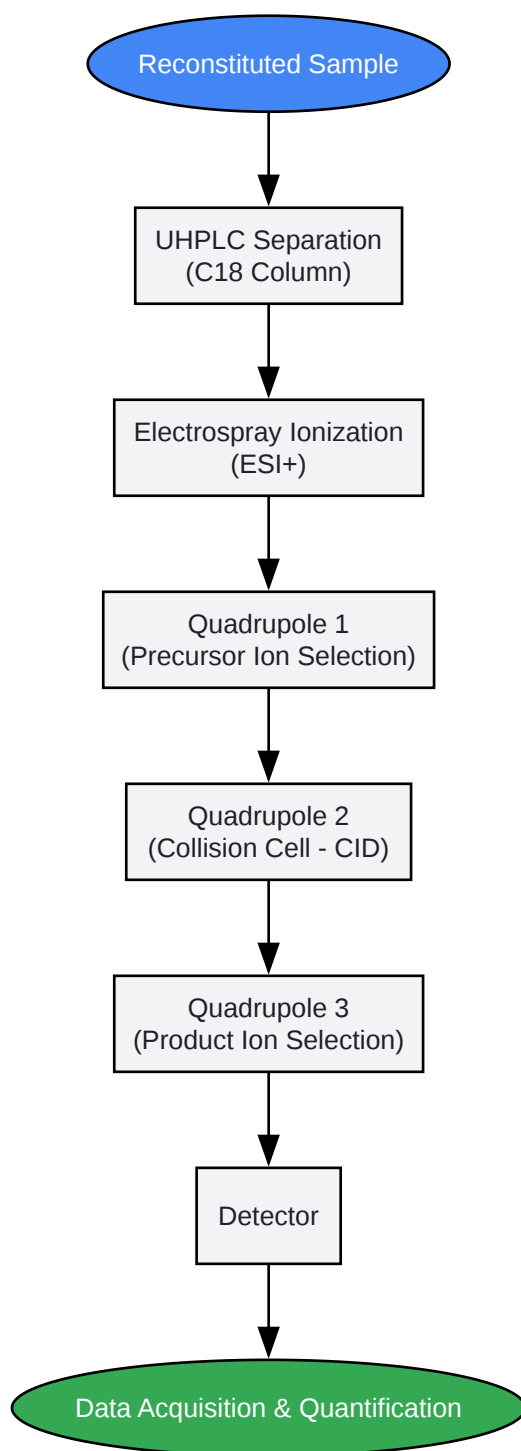 Reconstituted Sample
UHPLC Separation
(C18 Column)
Electrospray Ionization
(ESI+)
Quadrupole 1
(Precursor Ion Selection)
Quadrupole 2
(Collision Cell - CID)
Quadrupole 3
(Product Ion Selection)
Detector
Data Acquisition & Quantification